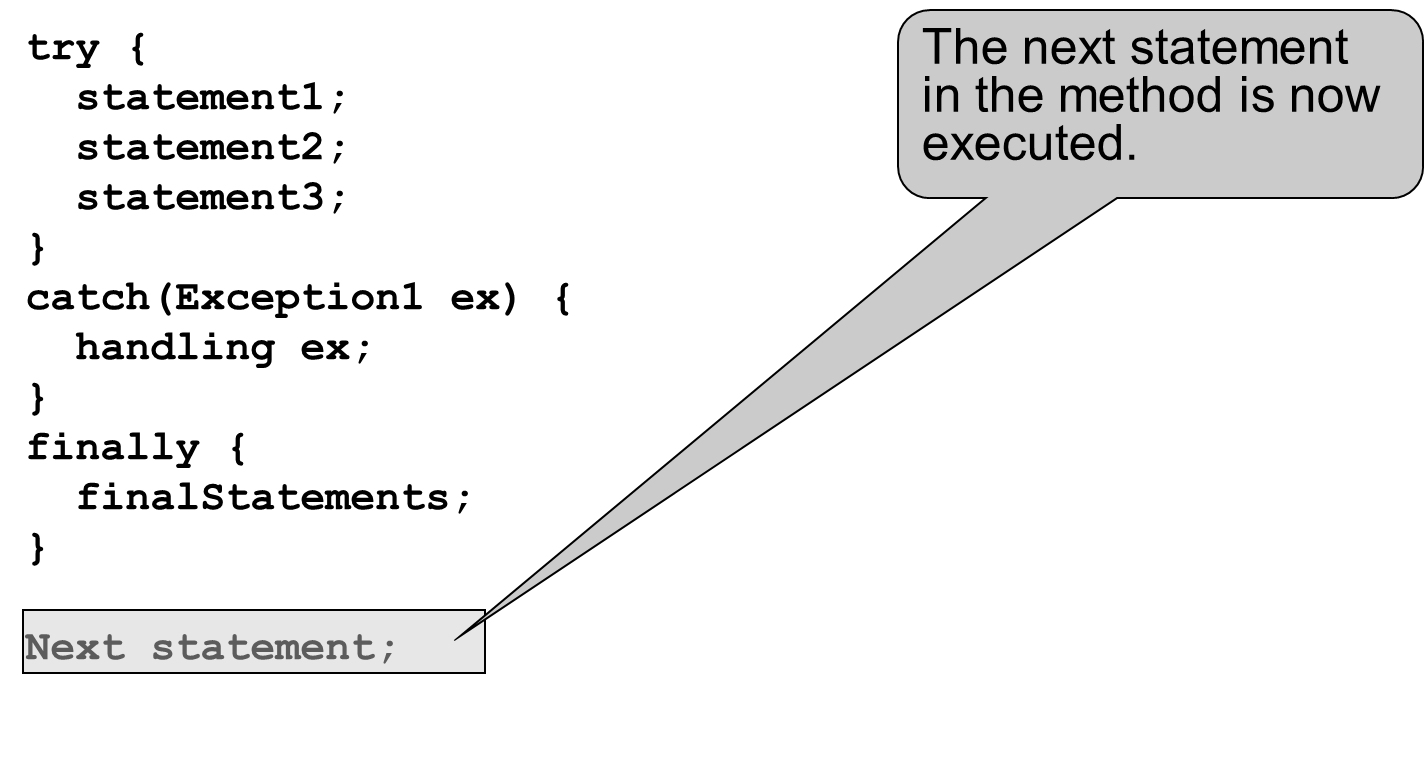 try {
  statement1;
  statement2;
  statement3;
}
catch(Exception1 ex) {
  handling ex;
}
finally {
  finalStatements;
}
Next statement;
The next statement
in the method is now
executed.